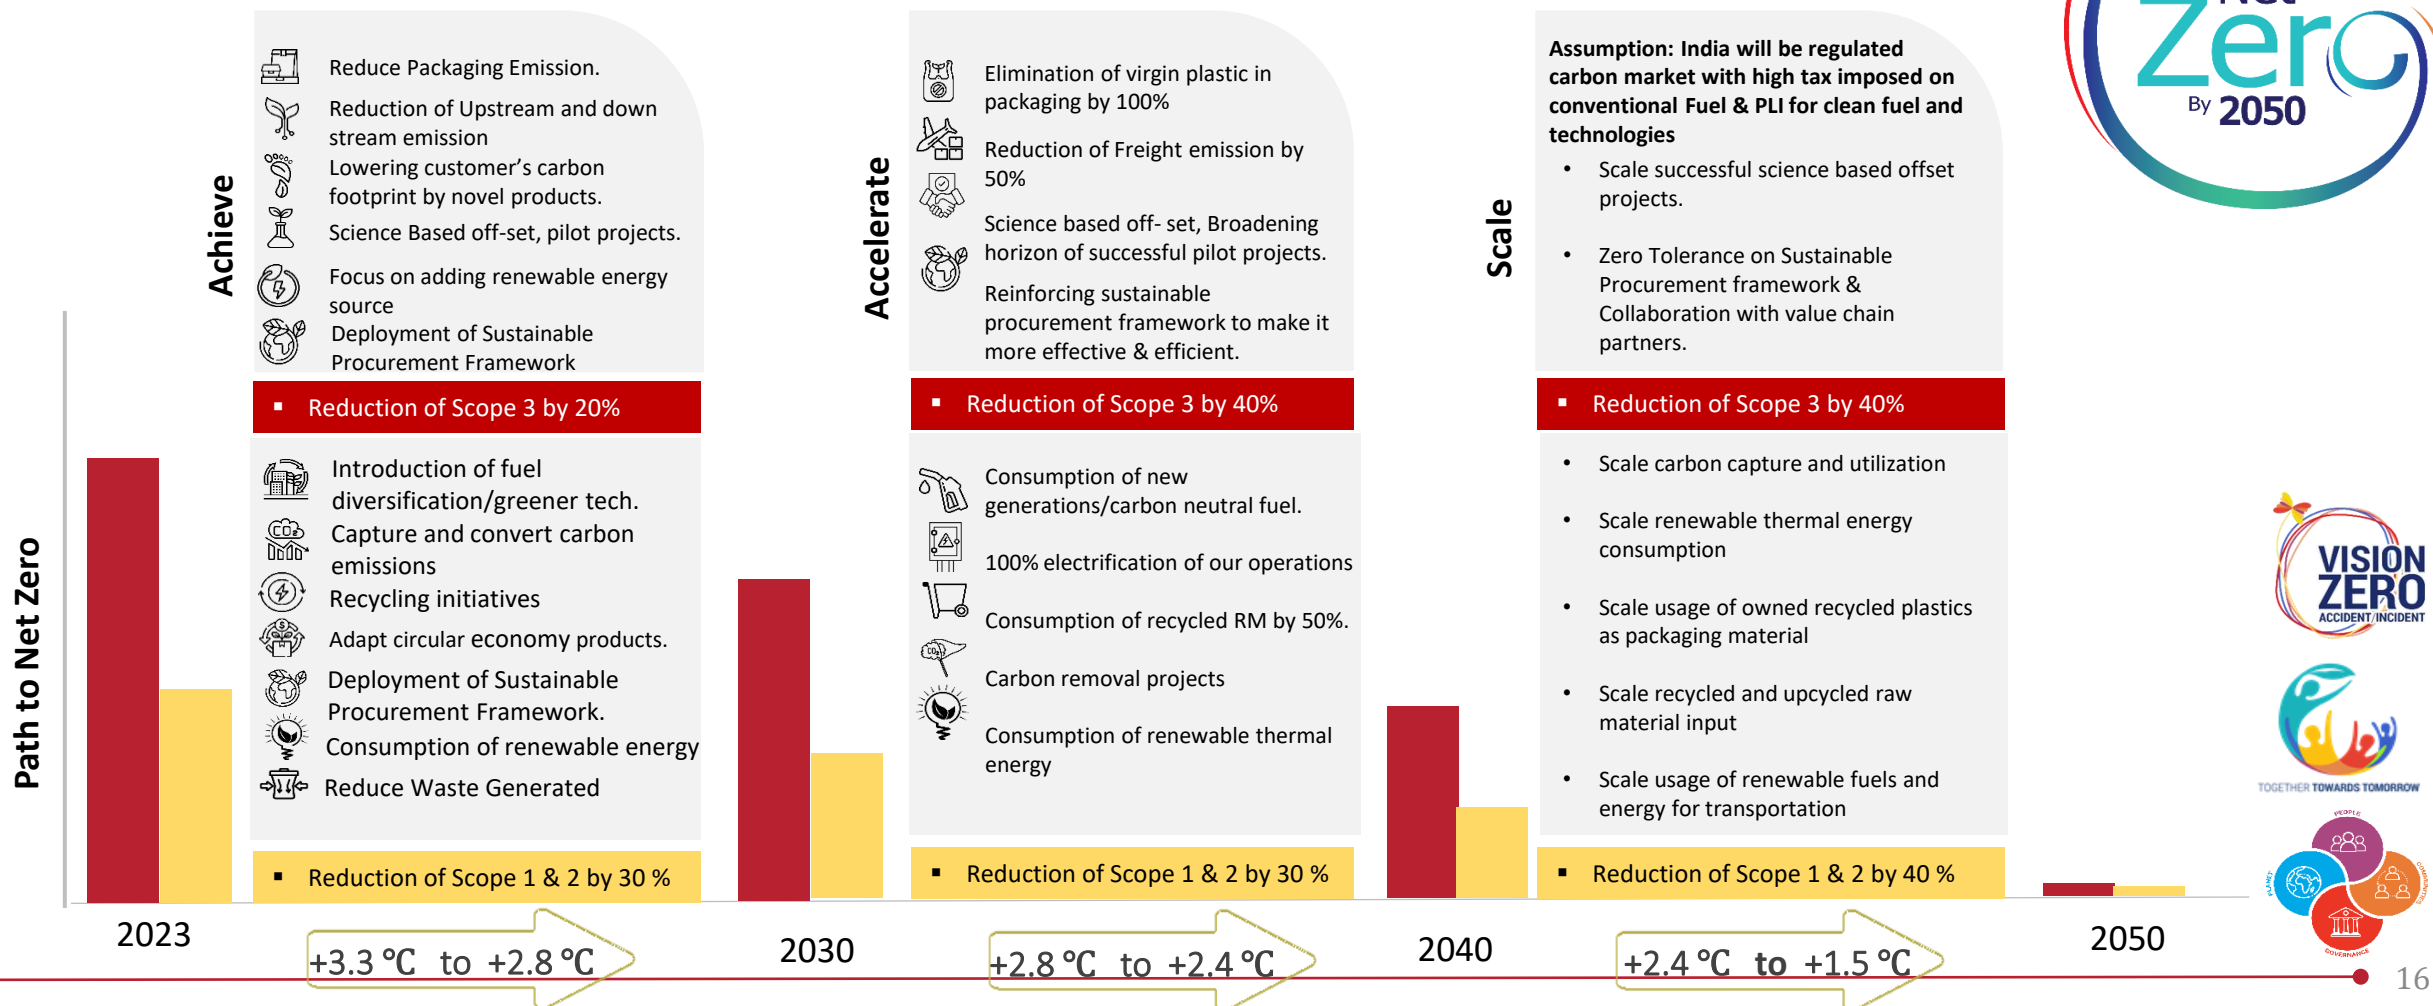 Path to Net Zero
Achieve
Reduce Packaging Emission.
Reduction of Upstream and down
stream emission
Lowering customer's carbon
footprint by novel products.
Science Based off-set, pilot projects.
Focus on adding renewable energy
source
Deployment of Sustainable
Procurement Framework
▪ Reduction of Scope 3 by 20%
Introduction of fuel
diversification/greener tech.
Capture and convert carbon
emissions
Recycling initiatives
Adapt circular economy products.
Deployment of Sustainable
Procurement Framework.
Consumption of renewable energy
Reduce Waste Generated
▪ Reduction of Scope 1 & 2 by 30 %
Accelerate
Elimination of virgin plastic in
packaging by 100%
Reduction of Freight emission by
50%
Science based off- set, Broadening
horizon of successful pilot projects.
Reinforcing sustainable
procurement framework to make it
more effective & efficient.
▪ Reduction of Scope 3 by 40%
Consumption of new
generations/carbon neutral fuel.
100% electrification of our operations
Consumption of recycled RM by 50%.
Carbon removal projects
Consumption of renewable thermal
energy
▪ Reduction of Scope 1 & 2 by 30 %
Scale
Assumption: India will be regulated
carbon market with high tax imposed on
conventional Fuel & PLI for clean fuel and
technologies
• Scale successful science based offset
projects.
• Zero Tolerance on Sustainable
Procurement framework &
Collaboration with value chain
partners.
▪ Reduction of Scope 3 by 40%
• Scale carbon capture and utilization
• Scale renewable thermal energy
consumption
• Scale usage of owned recycled plastics
as packaging material
• Scale recycled and upcycled raw
material input
• Scale usage of renewable fuels and
energy for transportation
▪ Reduction of Scope 1 & 2 by 40 %
Net
Zero
By 2050
VISION
ZERO
ACCIDENT/INCIDENT
TOGETHER TOWARDS TOMORROW
PEOPLE
PLANET
COMMUNITIES
GOVERNANCE
CO₂
CO₂
2023
+3.3 °C to +2.8 °C
2030
+2.8 °C to +2.4 °C
2040
+2.4 °C to +1.5 °C
2050
16